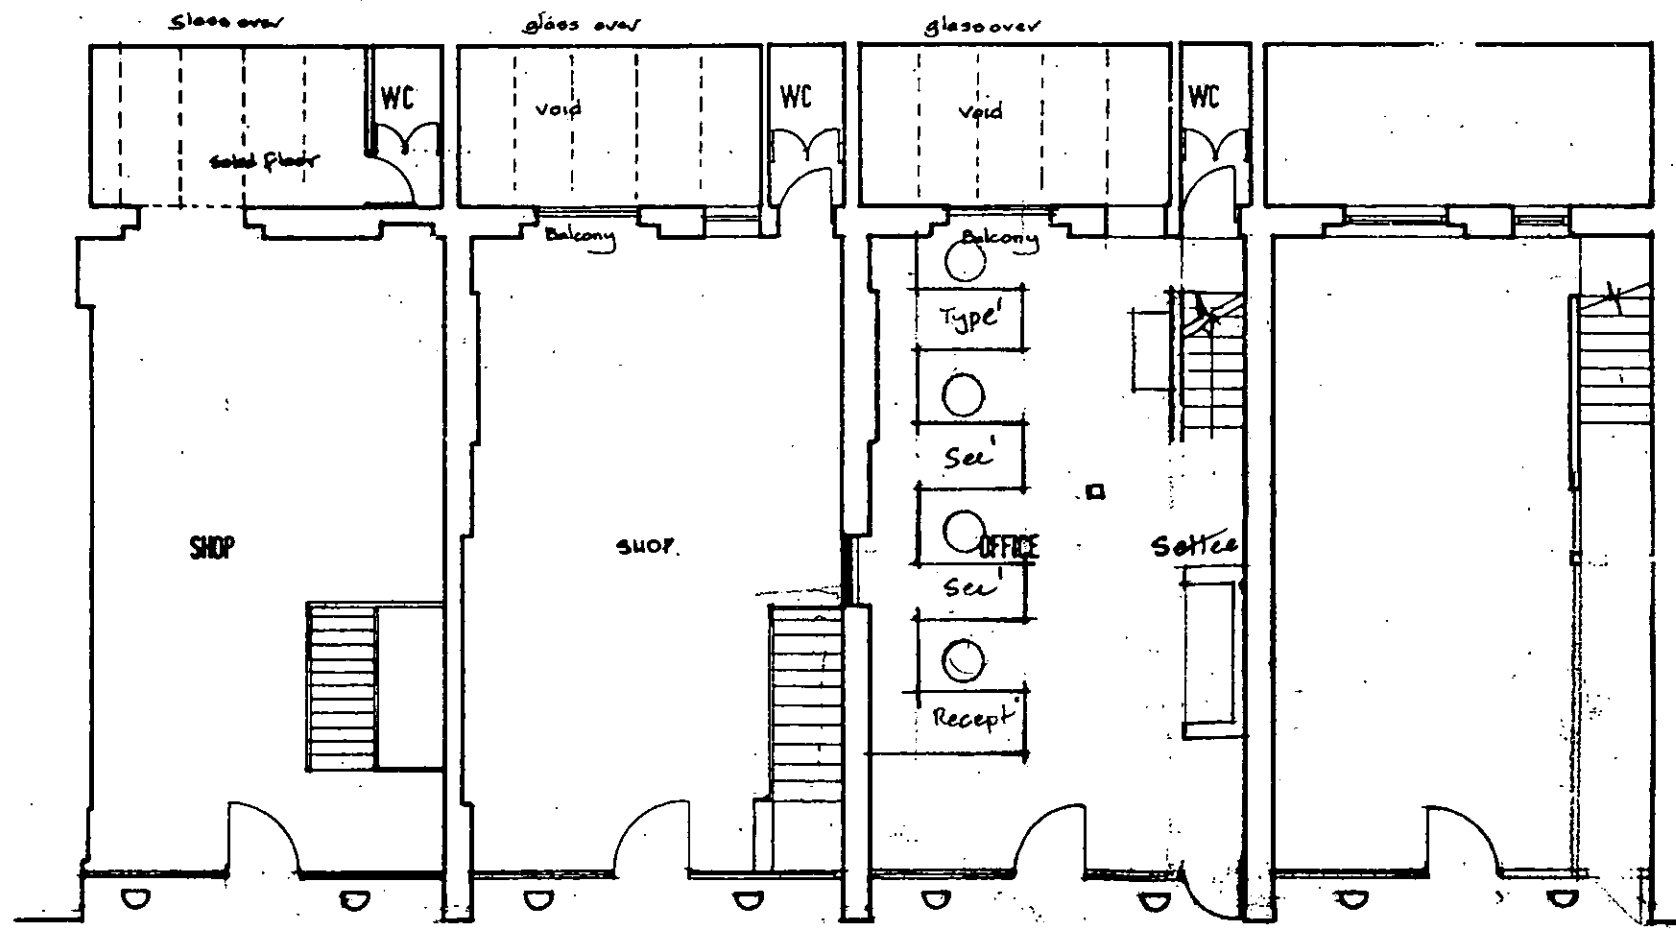 Glass over
glass over
glass over
WC
WC
WC
Void
Void
Solid floor
Balcony
Balcony
Type'
Sec'
SHOP
SHOP.
OFFICE
Settee
Sec'
Recept'